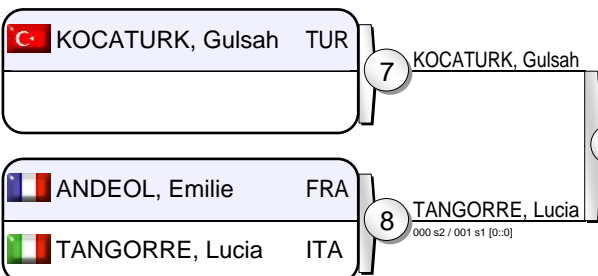 KOCATURK, Gulsah TUR
7
KOCATURK, Gulsah
ANDEOL, Emilie FRA
8
TANGORRE, Lucia
000 s2 / 001 s1 [0::0]
TANGORRE, Lucia ITA